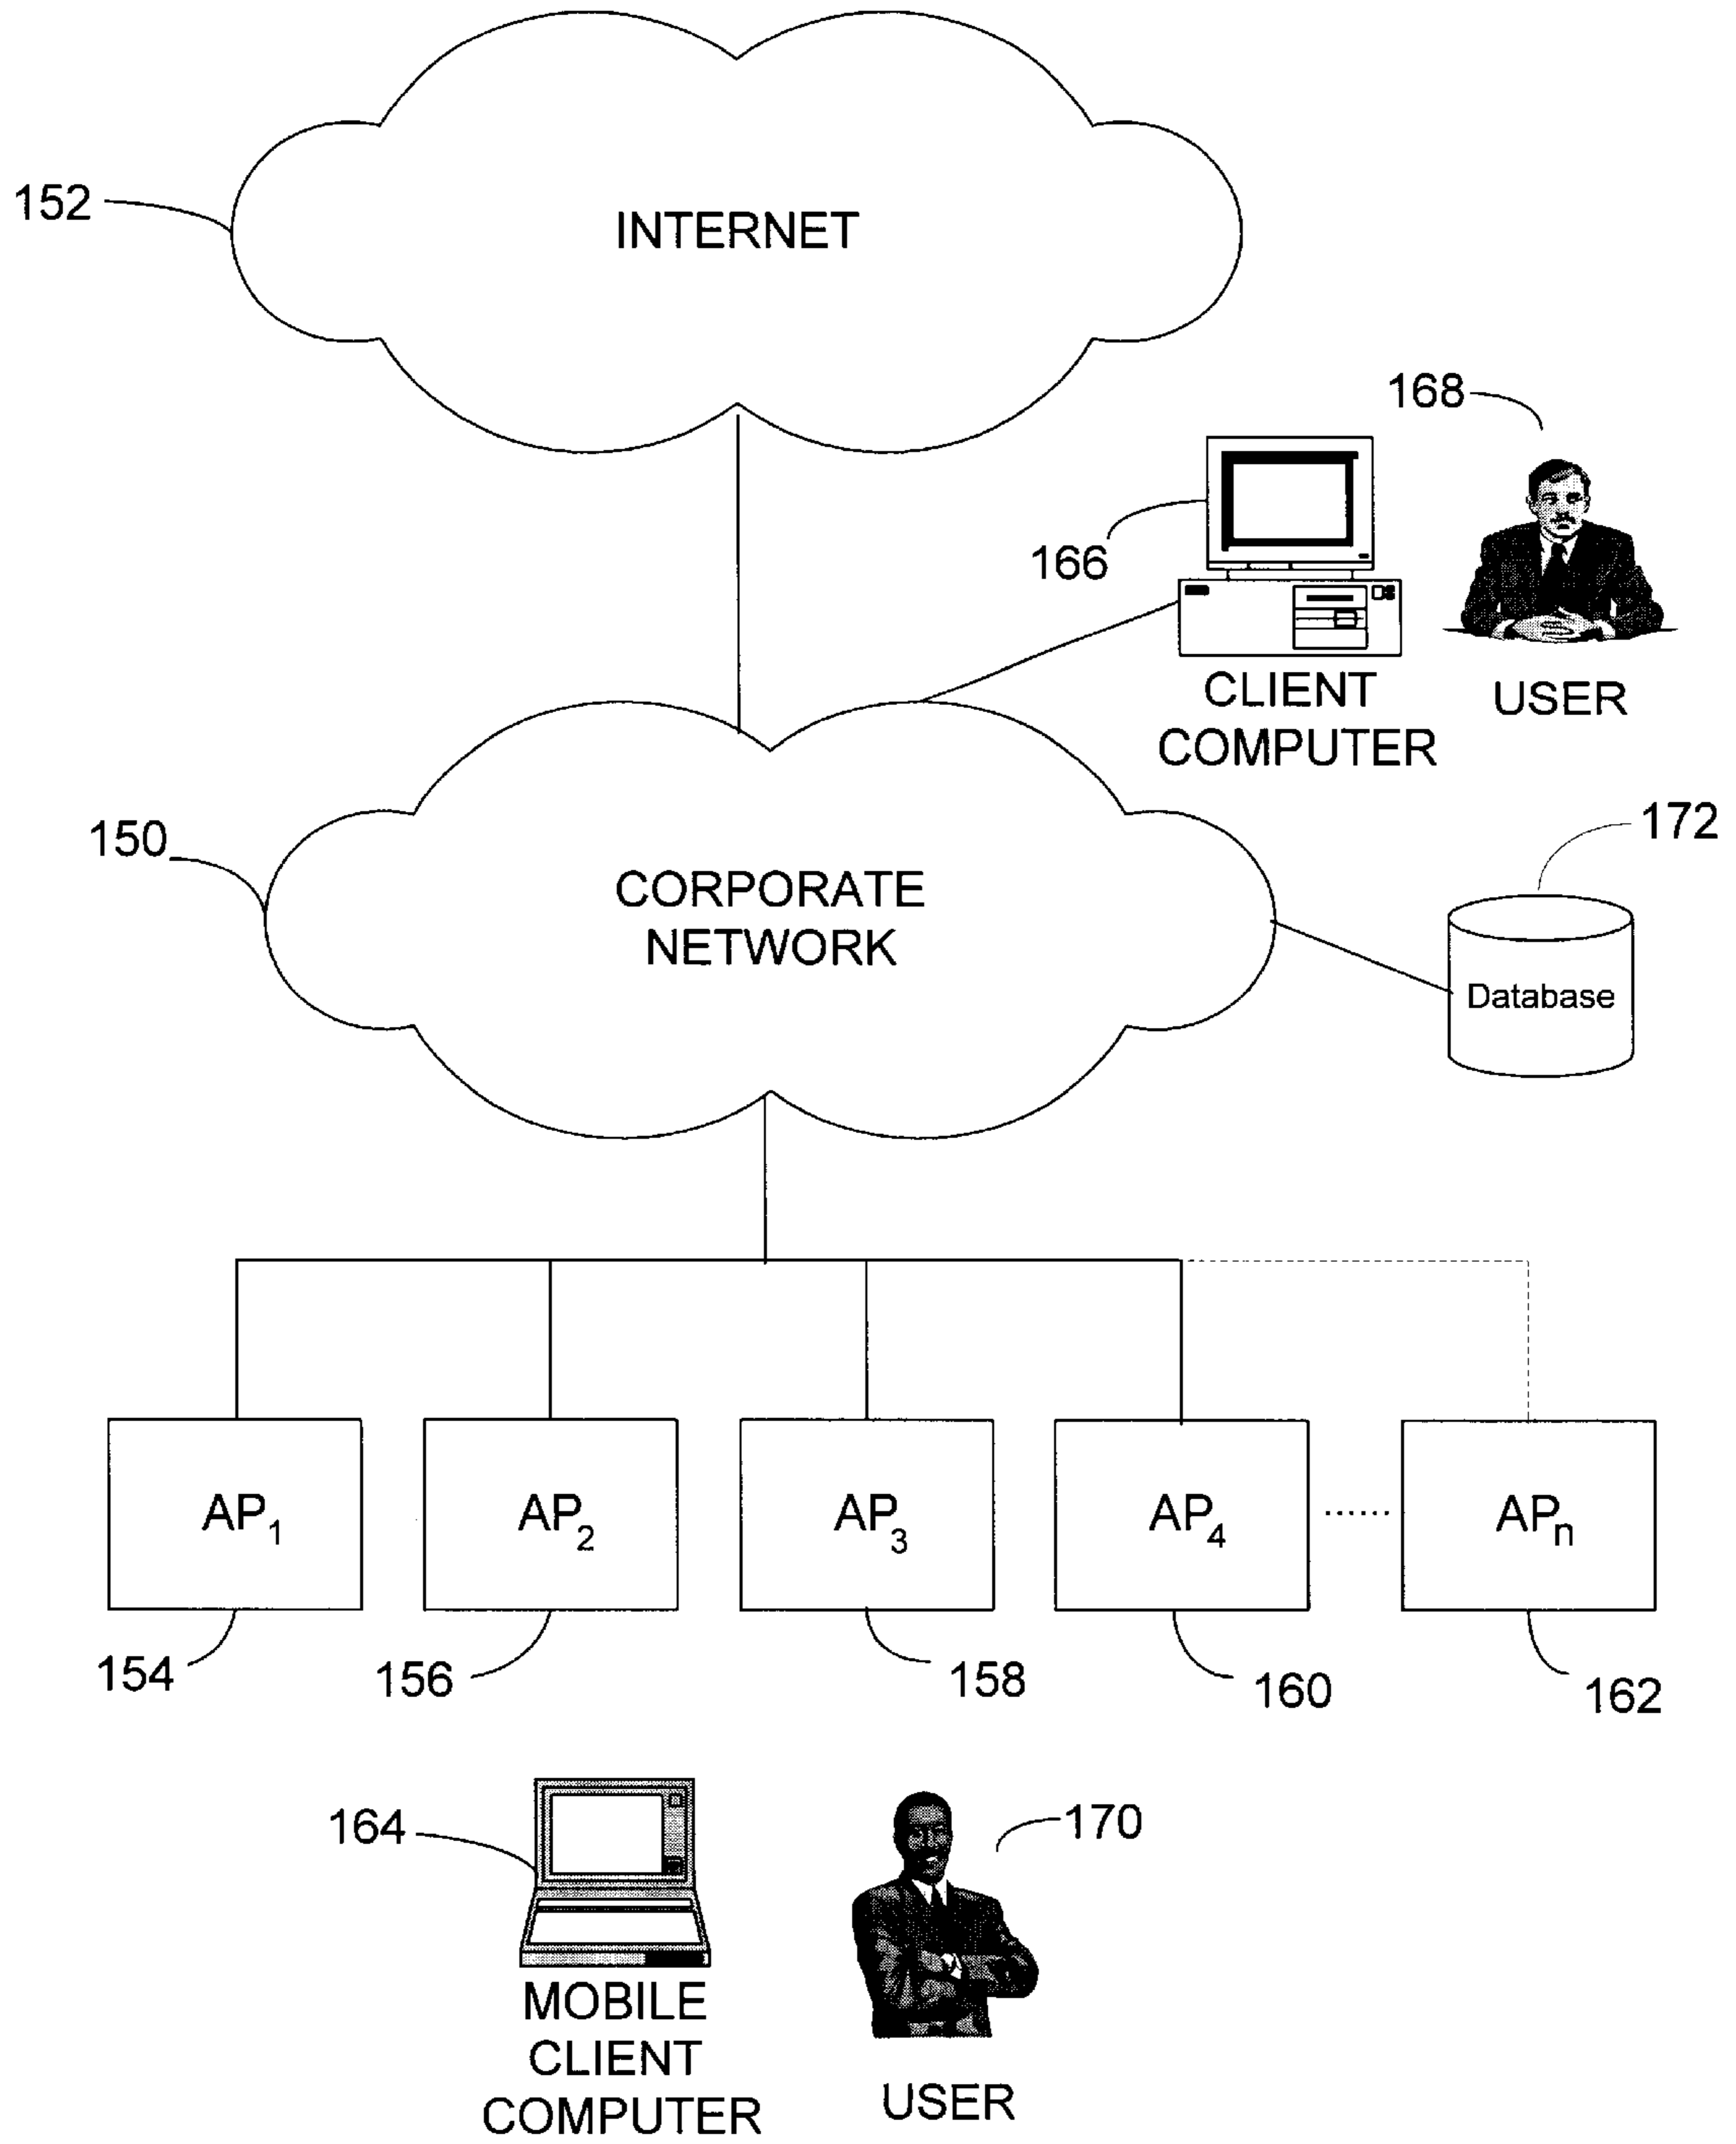 152
INTERNET
168
166
CLIENT
COMPUTER
USER
150
CORPORATE
NETWORK
172
Database
AP1
AP2
AP3
AP4
......
APn
154
156
158
160
162
164
170
MOBILE
CLIENT
COMPUTER
USER